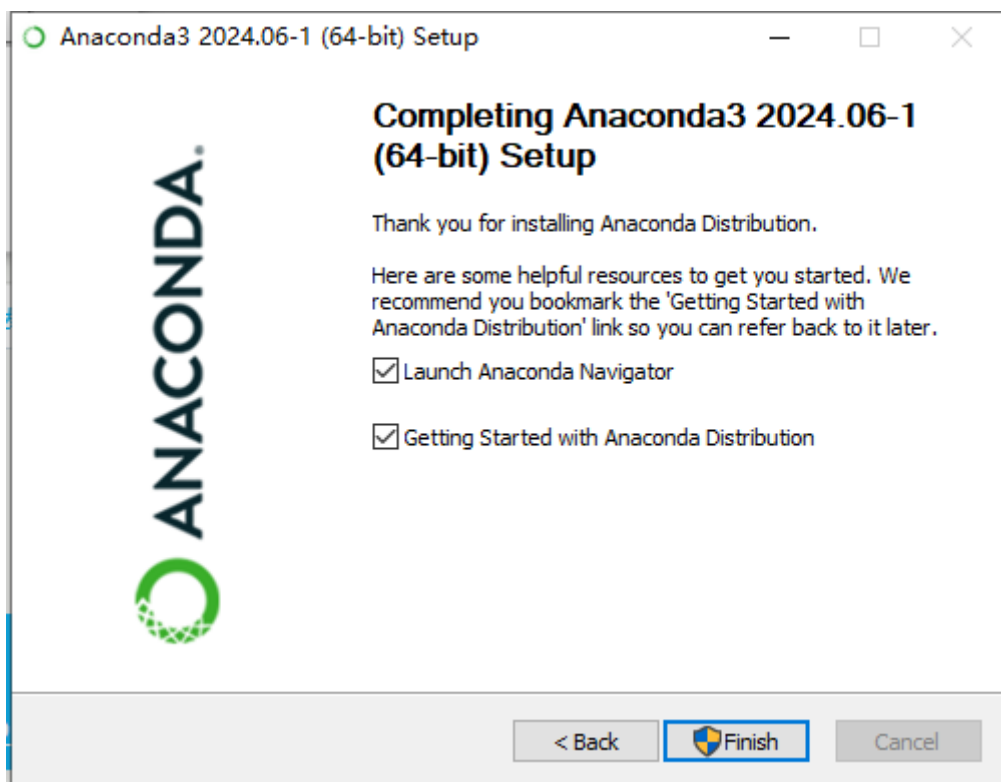 Anaconda3 2024.06-1 (64-bit) Setup
Completing Anaconda3 2024.06-1
(64-bit) Setup
Thank you for installing Anaconda Distribution.
Here are some helpful resources to get you started. We
recommend you bookmark the 'Getting Started with
Anaconda Distribution' link so you can refer back to it later.
Launch Anaconda Navigator
Getting Started with Anaconda Distribution
ANACONDA.
< Back
Finish
Cancel